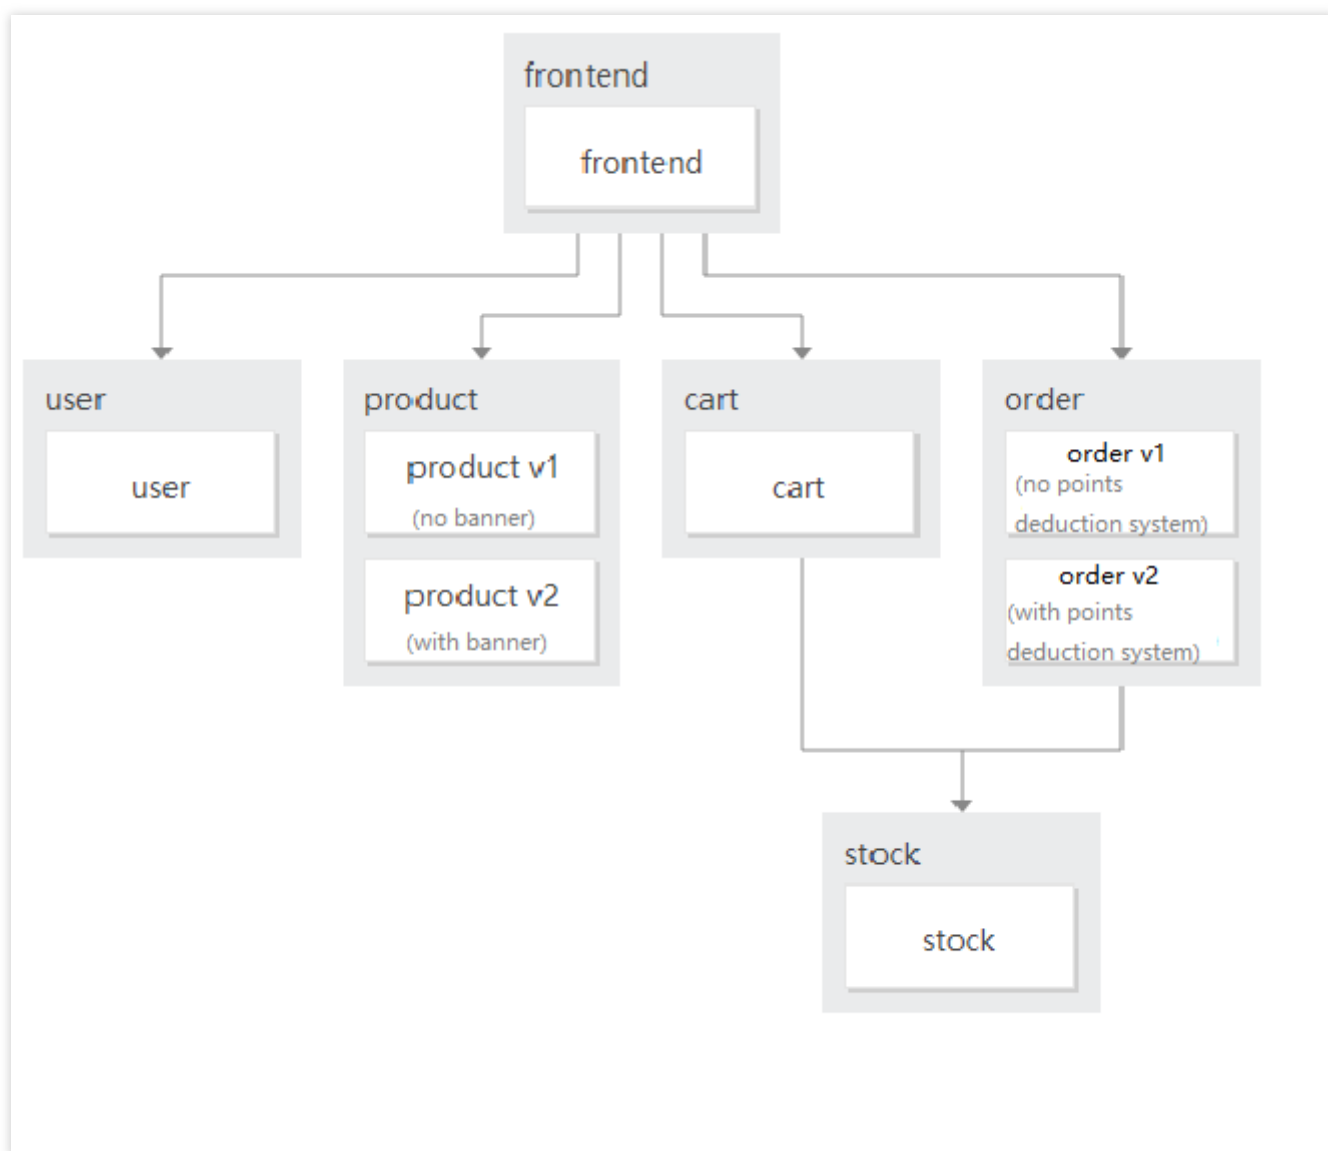 frontend
frontend
user
user
product
product v1
(no banner)
product v2
(with banner)
cart
cart
order
order v1
(no points
deduction system)
order v2
(with points
deduction system)
stock
stock